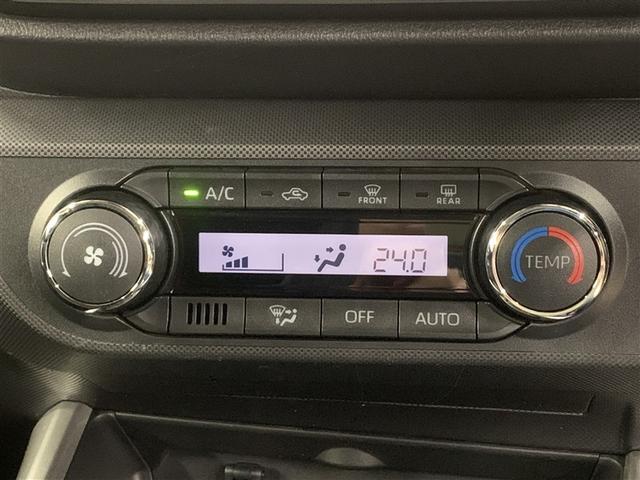 A/C
FRONT
REAR
24.0
TEMP
OFF
AUTO